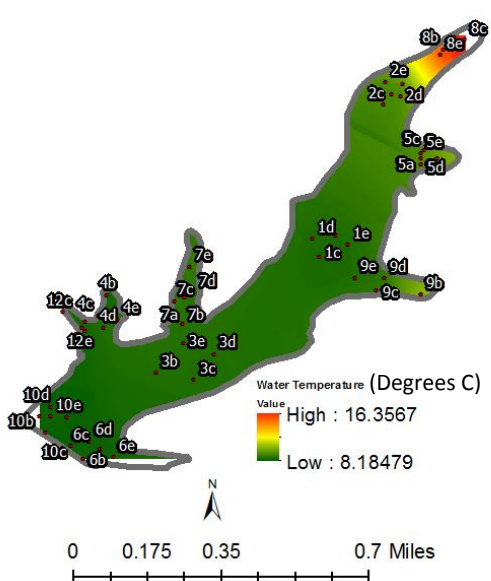 8c
8b
8e
2e
2c
2d
5c
5e
5a
5d
1d
1e
1c
7e
9d
9e
7d
9b
4b
7c
9c
12c
4c
4e
4d
7a
7b
12e
3e
3d
3b
3c
Water Temperature (Degrees C)
Value
High : 16.3567
10d
10e
10b
6d
6c
6e
10c
6b
Low : 8.18479
N
0 0.175 0.35 0.7 Miles